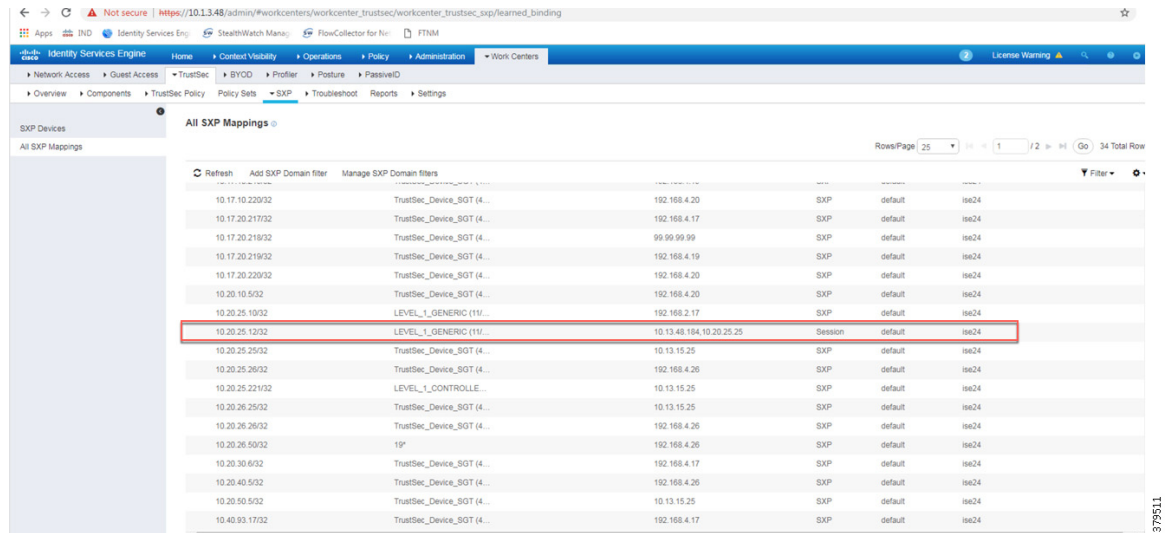 Not secure | https://10.1.3.48/admin/#workcenters/workcenter_trustsec/workcenter_trustsec_sxp/learned_binding
Apps IND Identity Services Eng StealthWatch Manag FlowCollector for Net FTNM
cisco Identity Services Engine Home Context Visibility Operations Policy Administration Work Centers 2 License Warning
Network Access Guest Access TrustSec BYOD Profiler Posture PassiveID
Overview Components TrustSec Policy Policy Sets SXP Troubleshoot Reports Settings
SXP Devices
All SXP Mappings
All SXP Mappings
Rows/Page 25 1 / 2 Go 34 Total Row
Refresh Add SXP Domain filter Manage SXP Domain filters Filter
10.17.10.220/32 TrustSec_Device_SGT (4... 192.168.4.20 SXP default ise24
10.17.20.217/32 TrustSec_Device_SGT (4... 192.168.4.17 SXP default ise24
10.17.20.218/32 TrustSec_Device_SGT (4... 99.99.99.99 SXP default ise24
10.17.20.219/32 TrustSec_Device_SGT (4... 192.168.4.19 SXP default ise24
10.17.20.220/32 TrustSec_Device_SGT (4... 192.168.4.20 SXP default ise24
10.20.10.5/32 TrustSec_Device_SGT (4... 192.168.4.20 SXP default ise24
10.20.25.10/32 LEVEL_1_GENERIC (11/... 192.168.2.17 SXP default ise24
10.20.25.12/32 LEVEL_1_GENERIC (11/... 10.13.48.184,10.20.25.25 Session default ise24
10.20.25.25/32 TrustSec_Device_SGT (4... 10.13.15.25 SXP default ise24
10.20.25.26/32 TrustSec_Device_SGT (4... 192.168.4.26 SXP default ise24
10.20.25.221/32 LEVEL_1_CONTROLLE... 10.13.15.25 SXP default ise24
10.20.26.25/32 TrustSec_Device_SGT (4... 10.13.15.25 SXP default ise24
10.20.26.26/32 TrustSec_Device_SGT (4... 192.168.4.26 SXP default ise24
10.20.26.50/32 19* 192.168.4.26 SXP default ise24
10.20.30.6/32 TrustSec_Device_SGT (4... 192.168.4.17 SXP default ise24
10.20.40.5/32 TrustSec_Device_SGT (4... 192.168.4.26 SXP default ise24
10.20.50.5/32 TrustSec_Device_SGT (4... 10.13.15.25 SXP default ise24
10.40.93.17/32 TrustSec_Device_SGT (4... 192.168.4.17 SXP default ise24
379511